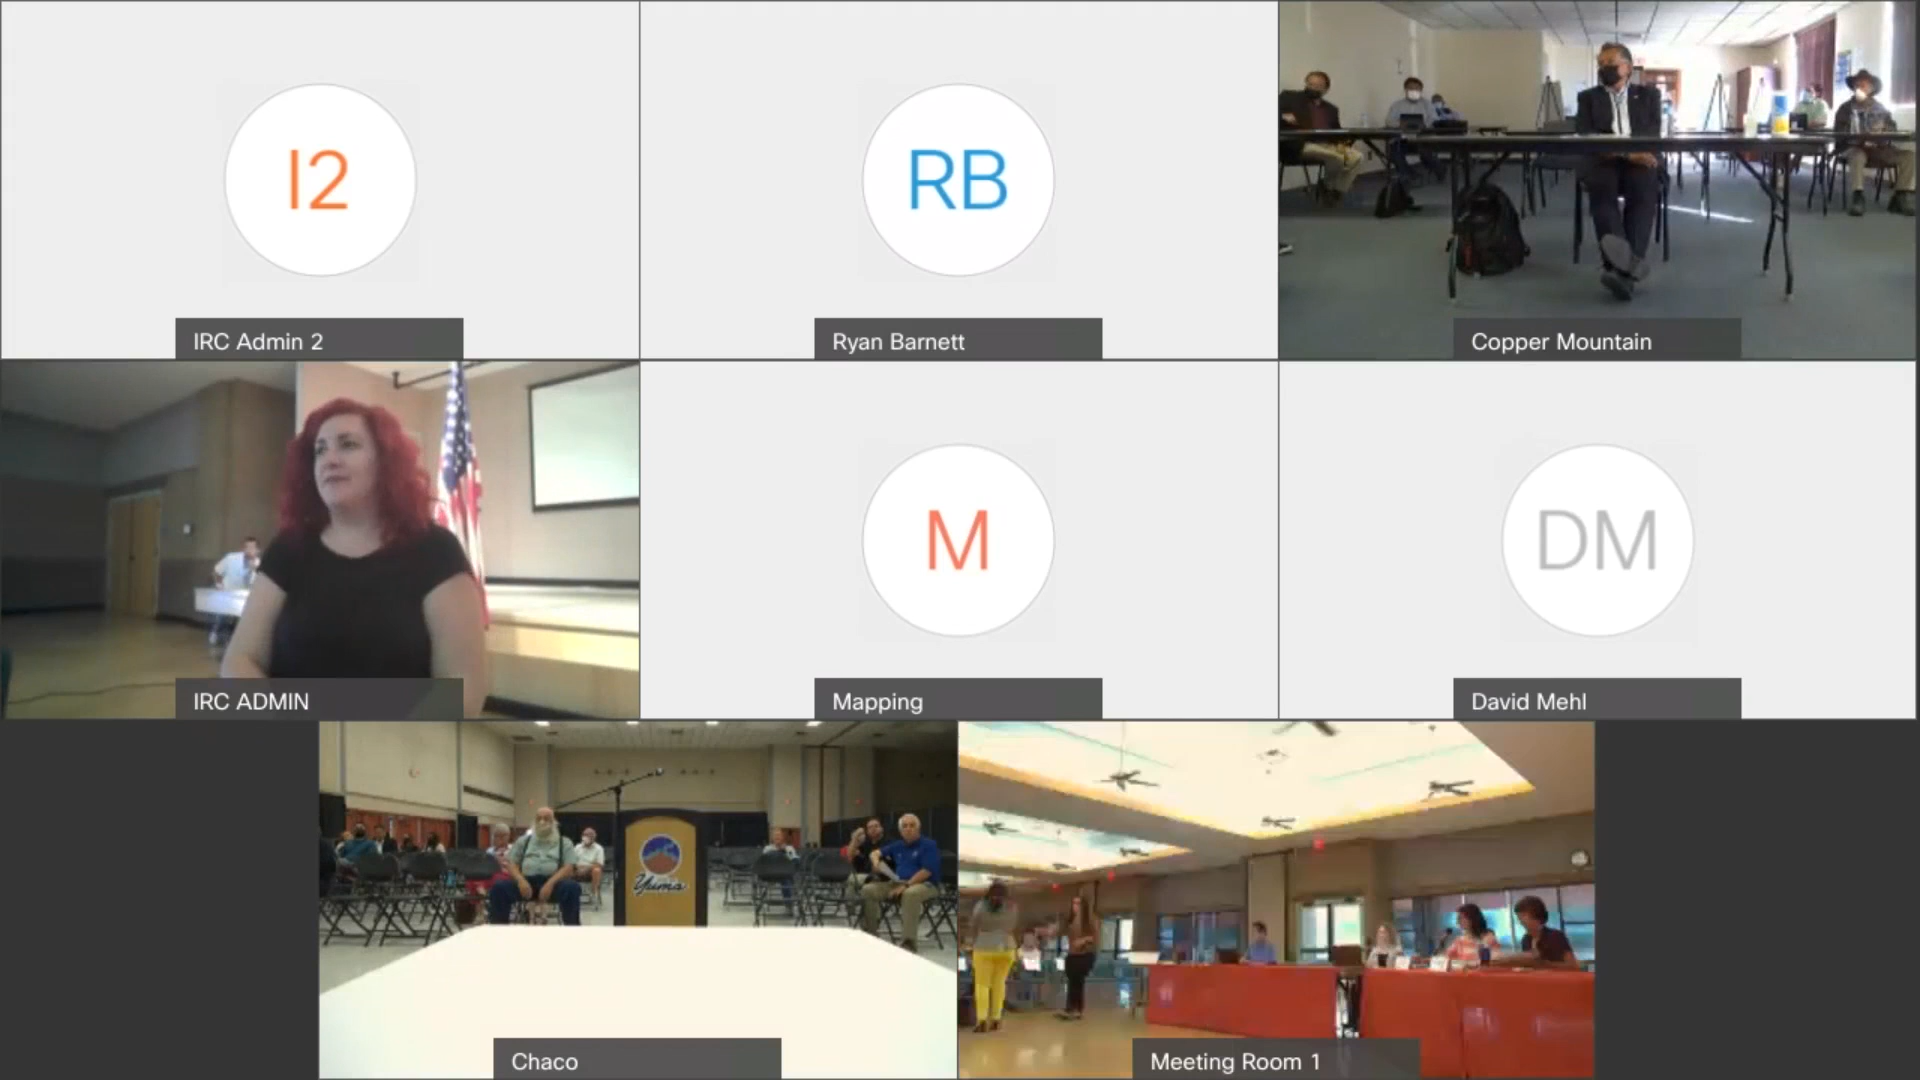 I2
IRC Admin 2
RB
Ryan Barnett
Copper Mountain
IRC ADMIN
M
Mapping
DM
David Mehl
Yuma
Chaco
Meeting Room 1